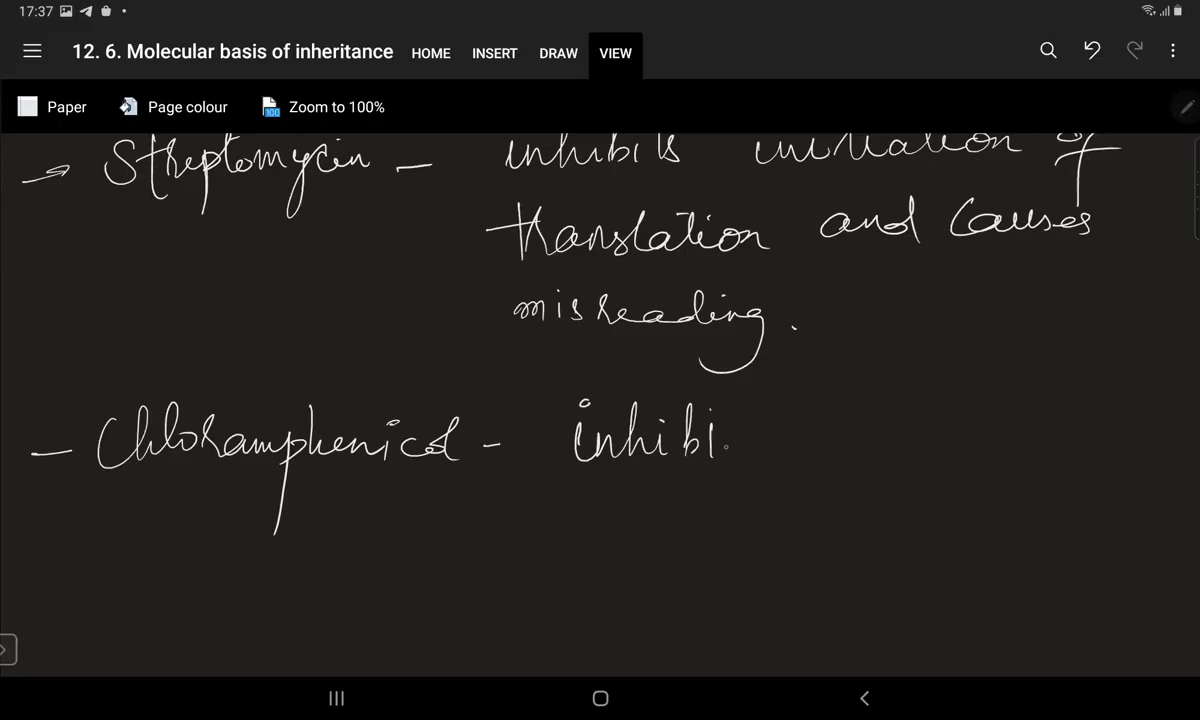 17:37
12. 6. Molecular basis of inheritance HOME INSERT DRAW VIEW
Paper Page colour Zoom to 100%
→ Streptomycin - inhibits initiation of
translation and causes
misreading.
- Chloramphenicol - inhibi